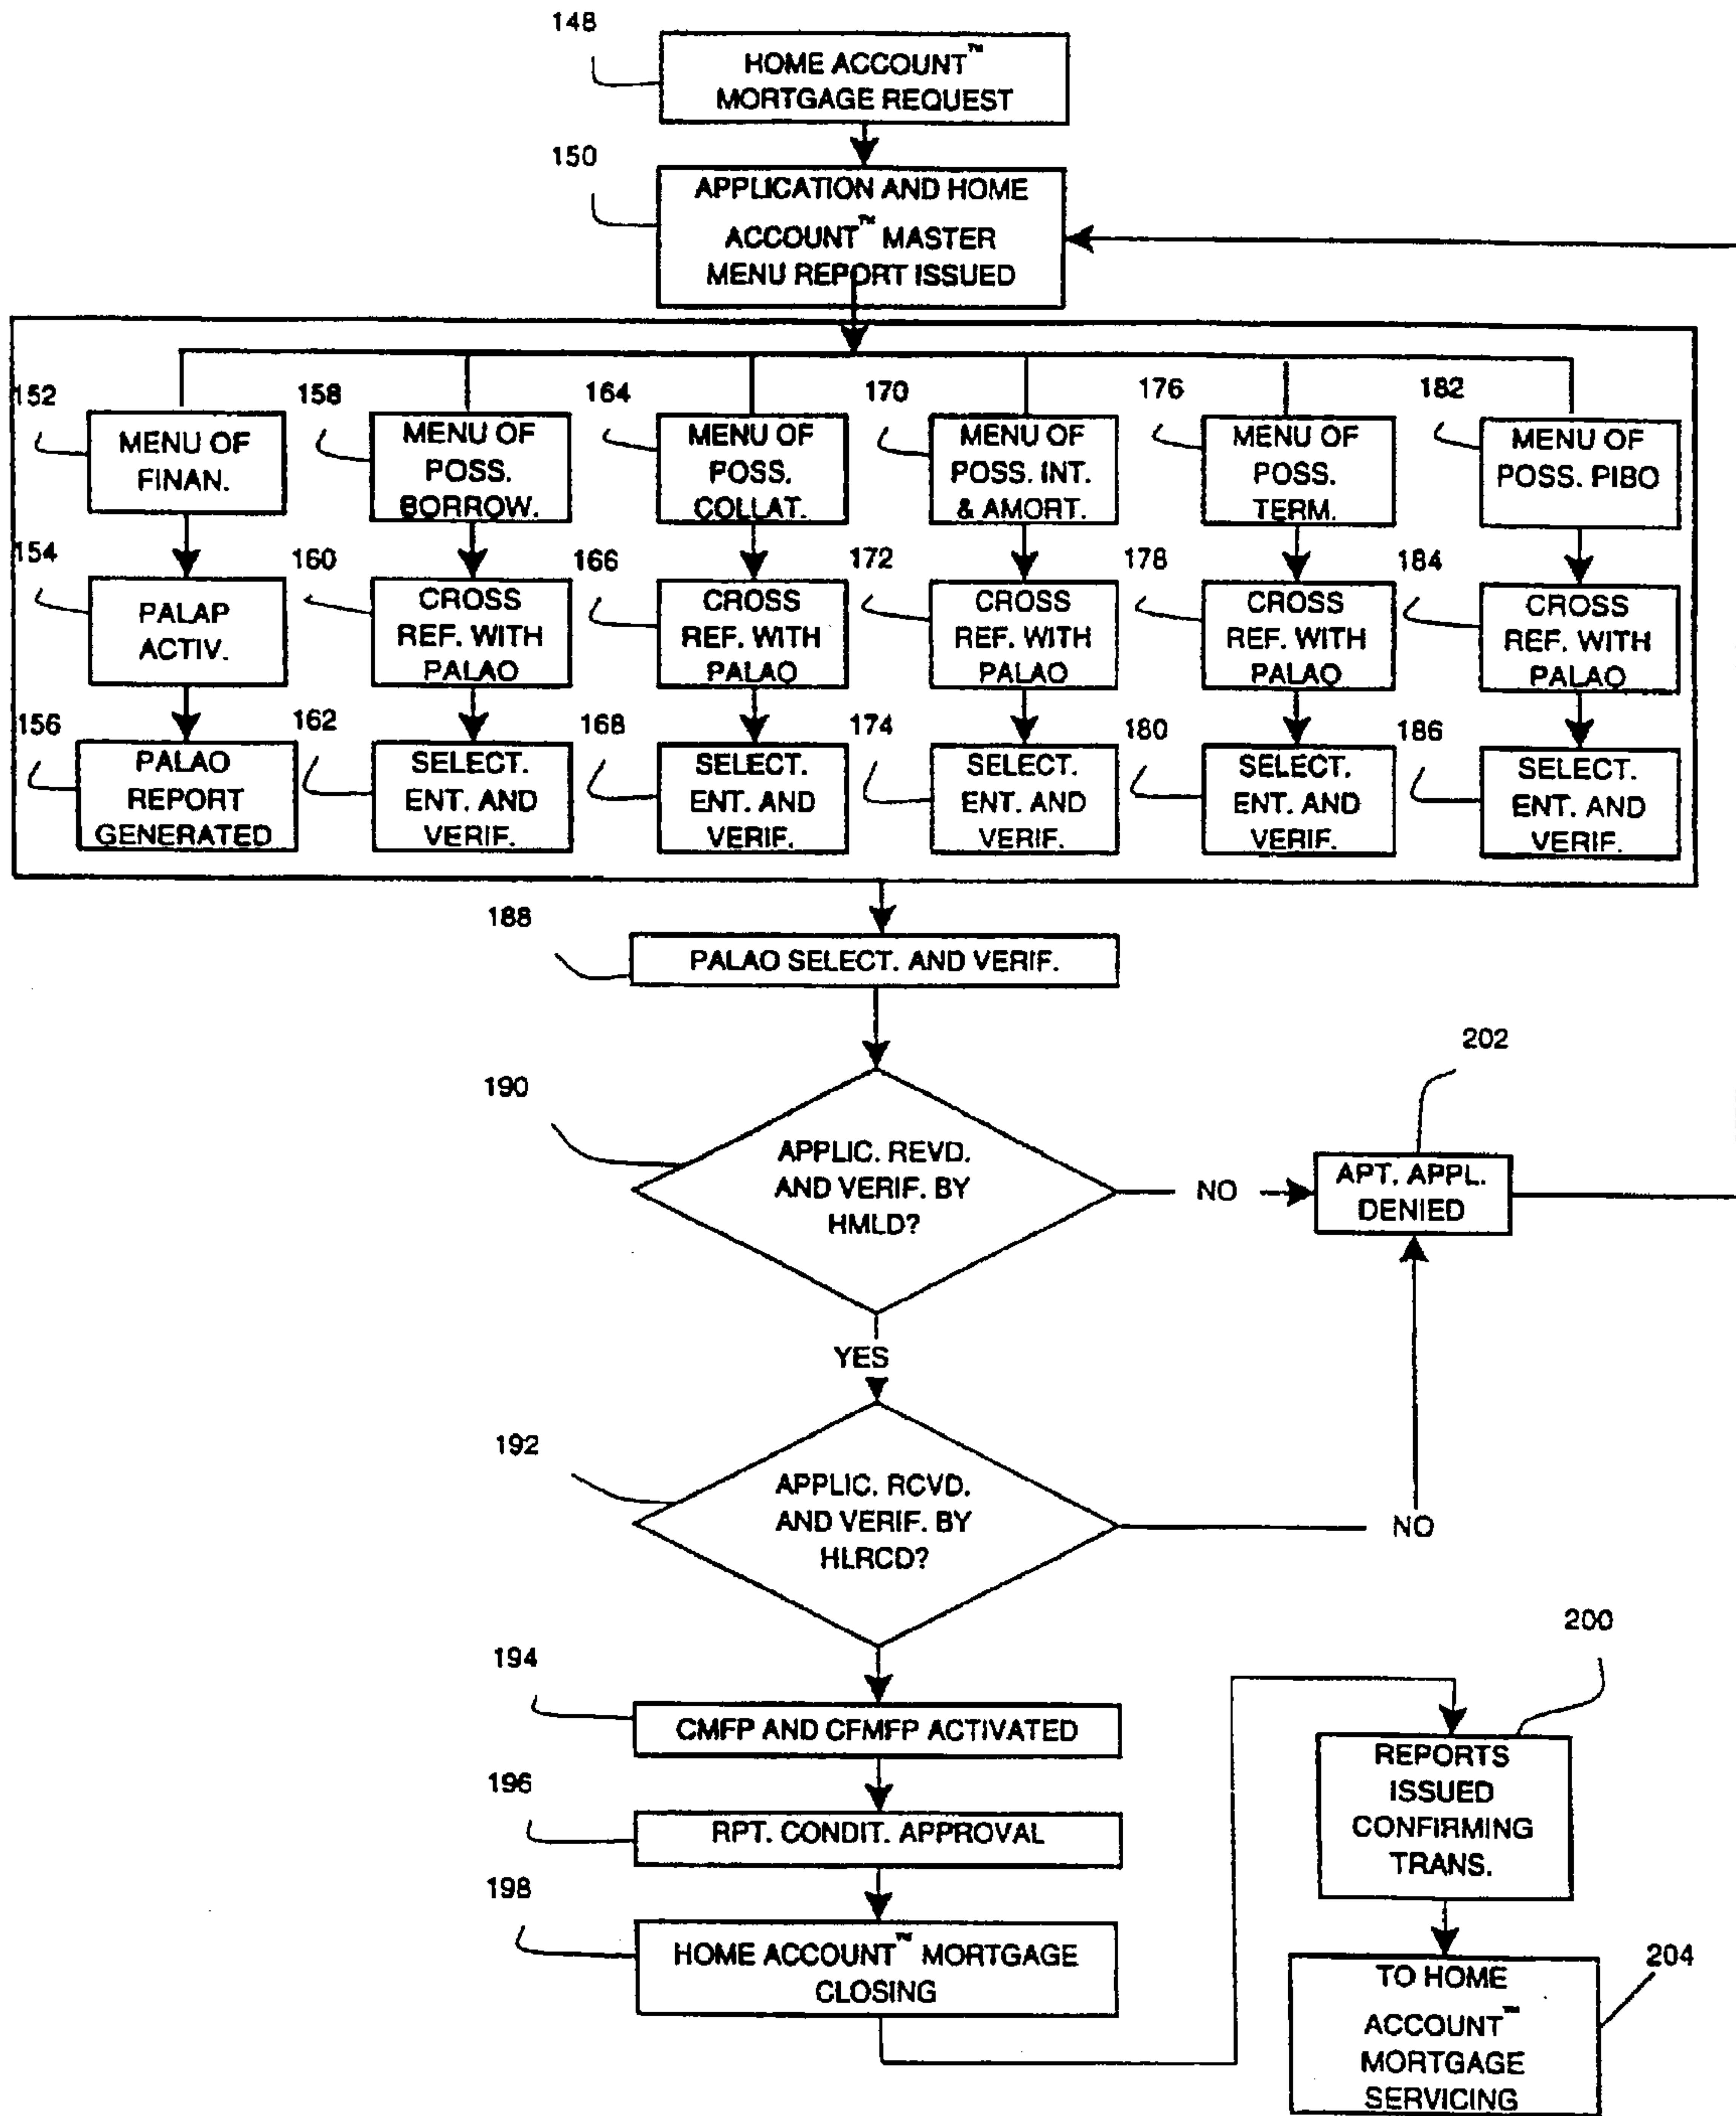 148
HOME ACCOUNT™
MORTGAGE REQUEST
150
APPLICATION AND HOME
ACCOUNT™ MASTER
MENU REPORT ISSUED
152
MENU OF
FINAN.
158
MENU OF
POSS.
BORROW.
164
MENU OF
POSS.
COLLAT.
170
MENU OF
POSS. INT.
& AMORT.
176
MENU OF
POSS.
TERM.
182
MENU OF
POSS. PIBO
154
PALAP
ACTIV.
160
CROSS
REF. WITH
PALAO
166
CROSS
REF. WITH
PALAO
172
CROSS
REF. WITH
PALAO
178
CROSS
REF. WITH
PALAO
184
CROSS
REF. WITH
PALAO
156
PALAO
REPORT
GENERATED
162
SELECT.
ENT. AND
VERIF.
168
SELECT.
ENT. AND
VERIF.
174
SELECT.
ENT. AND
VERIF.
180
SELECT.
ENT. AND
VERIF.
186
SELECT.
ENT. AND
VERIF.
188
PALAO SELECT. AND VERIF.
190
APPLIC. REVD.
AND VERIF. BY
HMLD?
NO
202
APT. APPL.
DENIED
YES
192
APPLIC. RCVD.
AND VERIF. BY
HLRCD?
NO
194
CMFP AND CFMFP ACTIVATED
196
RPT. CONDIT. APPROVAL
198
HOME ACCOUNT™ MORTGAGE
CLOSING
200
REPORTS
ISSUED
CONFIRMING
TRANS.
204
TO HOME
ACCOUNT™
MORTGAGE
SERVICING